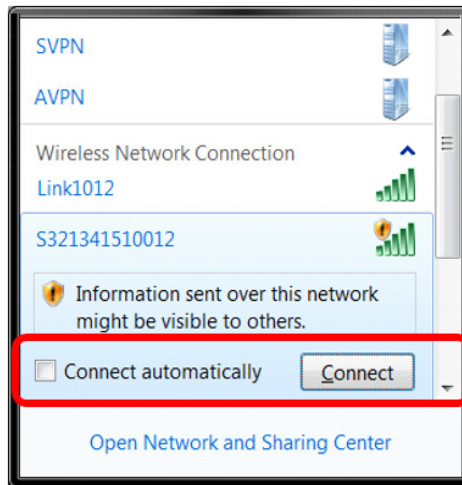 SVPN
AVPN
Wireless Network Connection
Link1012
S321341510012
Information sent over this network
might be visible to others.
Connect automatically
Connect
Open Network and Sharing Center